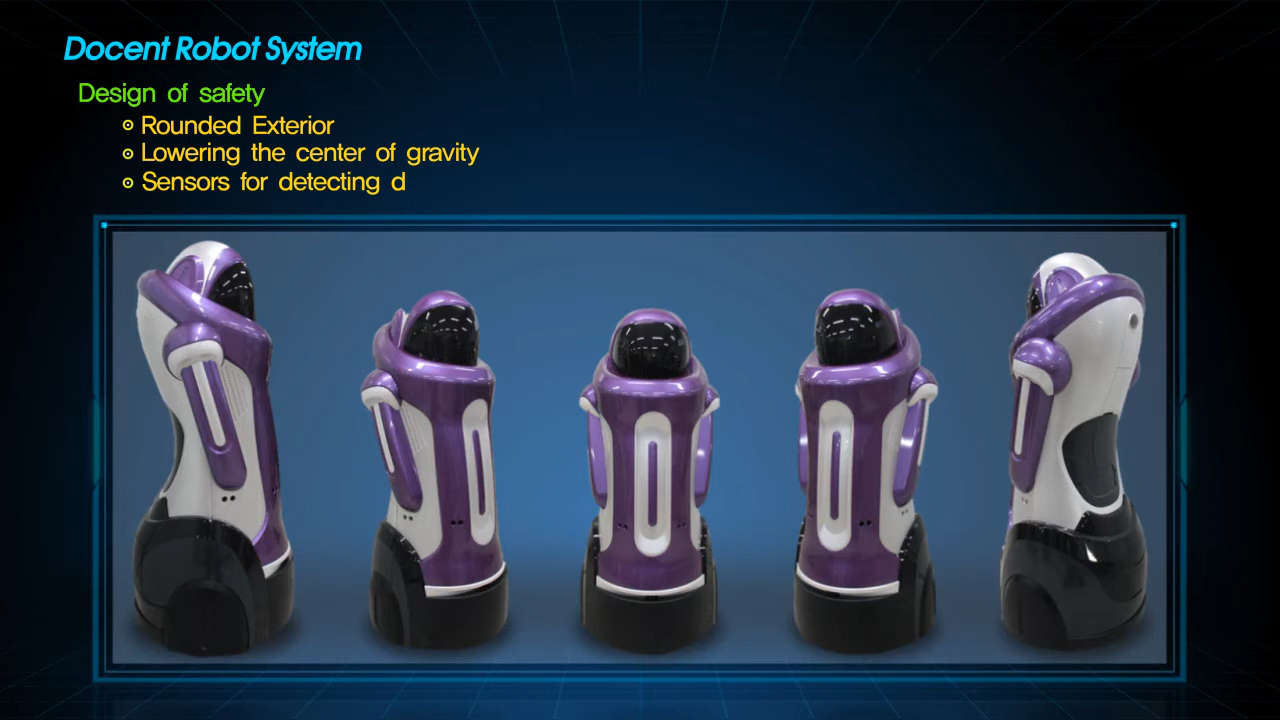 Docent Robot System
Design of safety
Rounded Exterior
Lowering the center of gravity
Sensors for detecting d